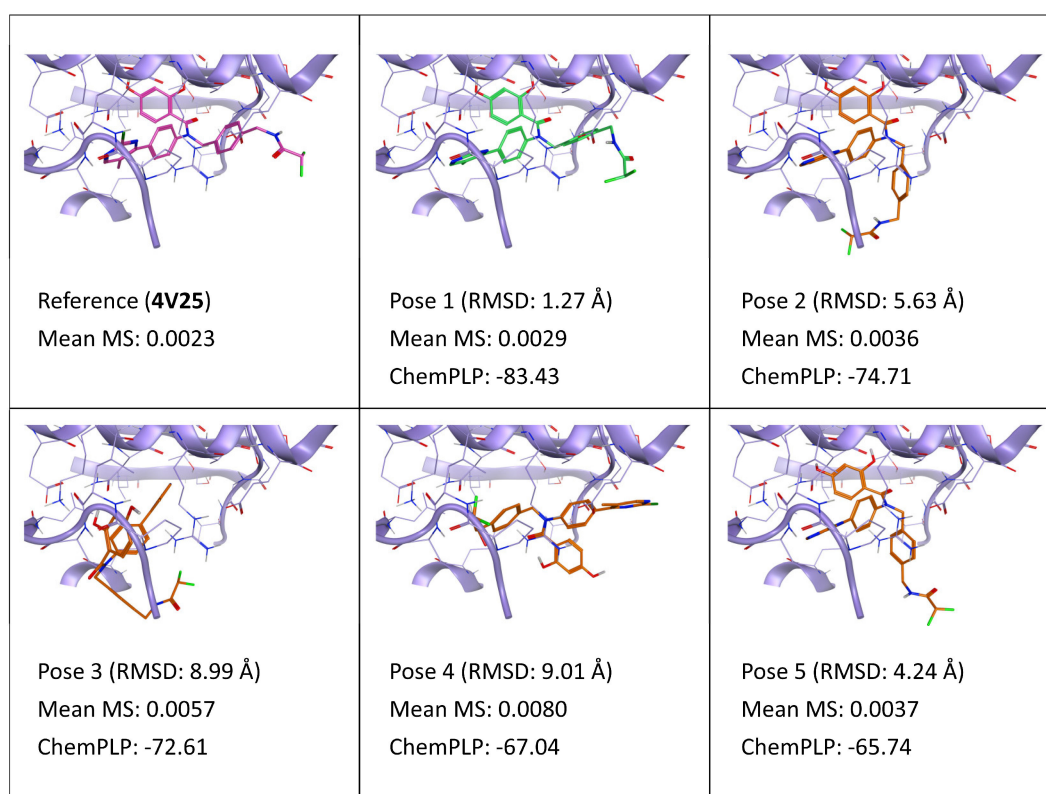 Reference (4V25)
Mean MS: 0.0023
Pose 1 (RMSD: 1.27 Å)
Mean MS: 0.0029
ChemPLP: -83.43
Pose 2 (RMSD: 5.63 Å)
Mean MS: 0.0036
ChemPLP: -74.71
Pose 3 (RMSD: 8.99 Å)
Mean MS: 0.0057
ChemPLP: -72.61
Pose 4 (RMSD: 9.01 Å)
Mean MS: 0.0080
ChemPLP: -67.04
Pose 5 (RMSD: 4.24 Å)
Mean MS: 0.0037
ChemPLP: -65.74